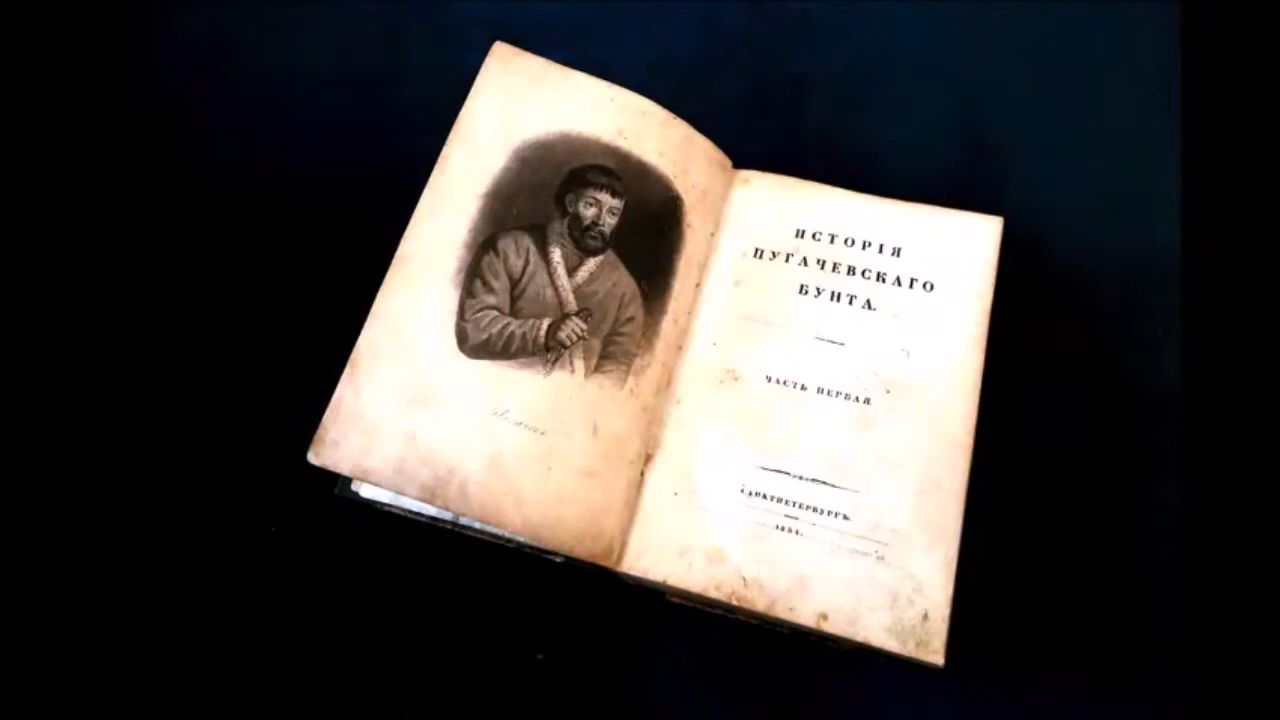 ИСТОРІЯ
ПУГАЧЕВСКАГО
БУНТА.
ЧАСТЬ ПЕРВАЯ.
САНКТПЕТЕРБУРГЪ.
1834.